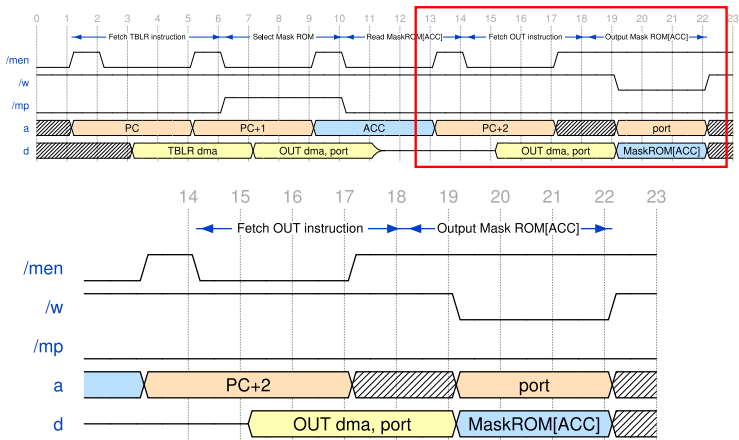 0 1 2 3 4 5 6 7 8 9 10 11 12 13 14 15 16 17 18 19 20 21 22 23
Fetch TBLR instruction Select Mask ROM Read MaskROM[ACC] Fetch OUT instruction Output Mask ROM[ACC]
/men
/w
/mp
a PC PC+1 ACC PC+2 port
d TBLR dma OUT dma, port OUT dma, port MaskROM[ACC]
14 15 16 17 18 19 20 21 22 23
Fetch OUT instruction Output Mask ROM[ACC]
/men
/w
/mp
a PC+2 port
d OUT dma, port MaskROM[ACC]